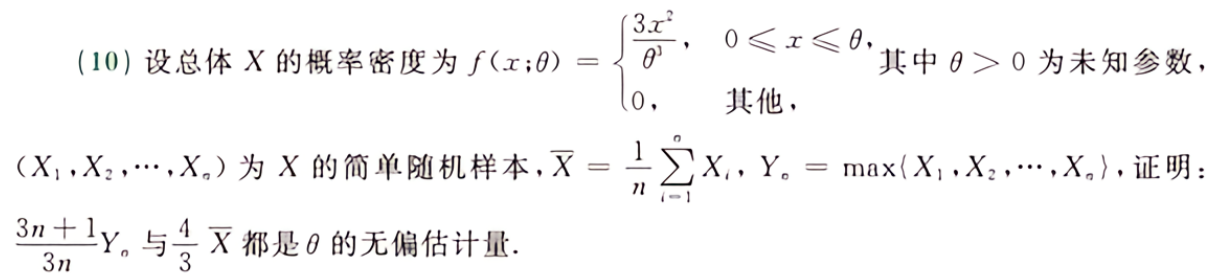 (10) 设总体 X 的概率密度为 f(x;θ) = { 3x²/θ³, 0 ≤ x ≤ θ, 0, 其他, 其中 θ > 0 为未知参数,
(X₁,X₂,⋯,Xₙ) 为 X 的简单随机样本, X̄ = 1/n ∑ᵢ₌₁ⁿ Xᵢ, Yₙ = max{X₁,X₂,⋯,Xₙ}, 证明:
(3n+1)/(3n) Yₙ 与 4/3 X̄ 都是 θ 的无偏估计量.